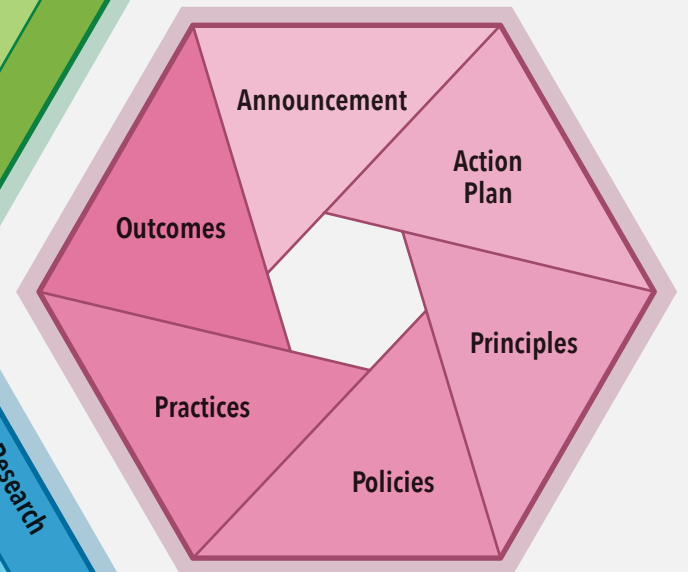 Announcement
Action
Plan
Outcomes
Principles
Practices
Policies
Research